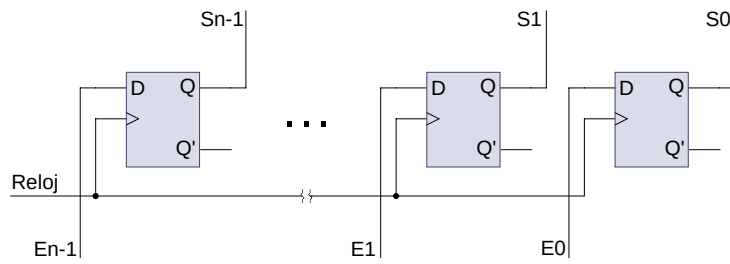 Sn-1 S1 S0
D Q D Q D Q
...
Q' Q' Q'
Reloj
En-1 E1 E0